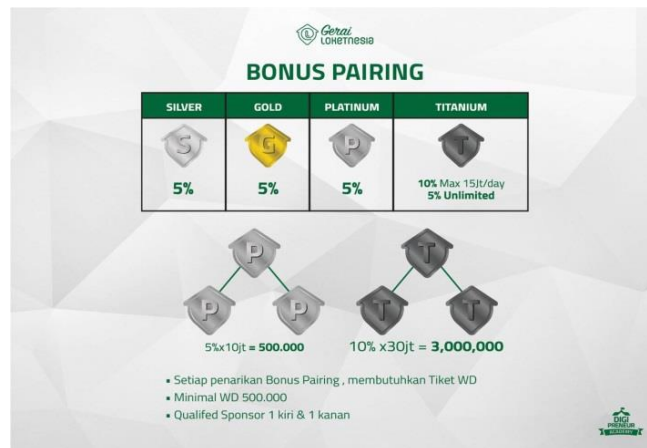 Gerai
LOKETNESIA
BONUS PAIRING
SILVER GOLD PLATINUM TITANIUM
S G P T
5% 5% 5% 10% Max 15Jt/day
5% Unlimited
P T
P P T T
5%x10jt = 500.000 10% x30jt = 3,000,000
▪ Setiap penarikan Bonus Pairing , membutuhkan Tiket WD
▪ Minimal WD 500.000
▪ Qualifed Sponsor 1 kiri & 1 kanan
DIGI
PRENEUR
ACADEMY